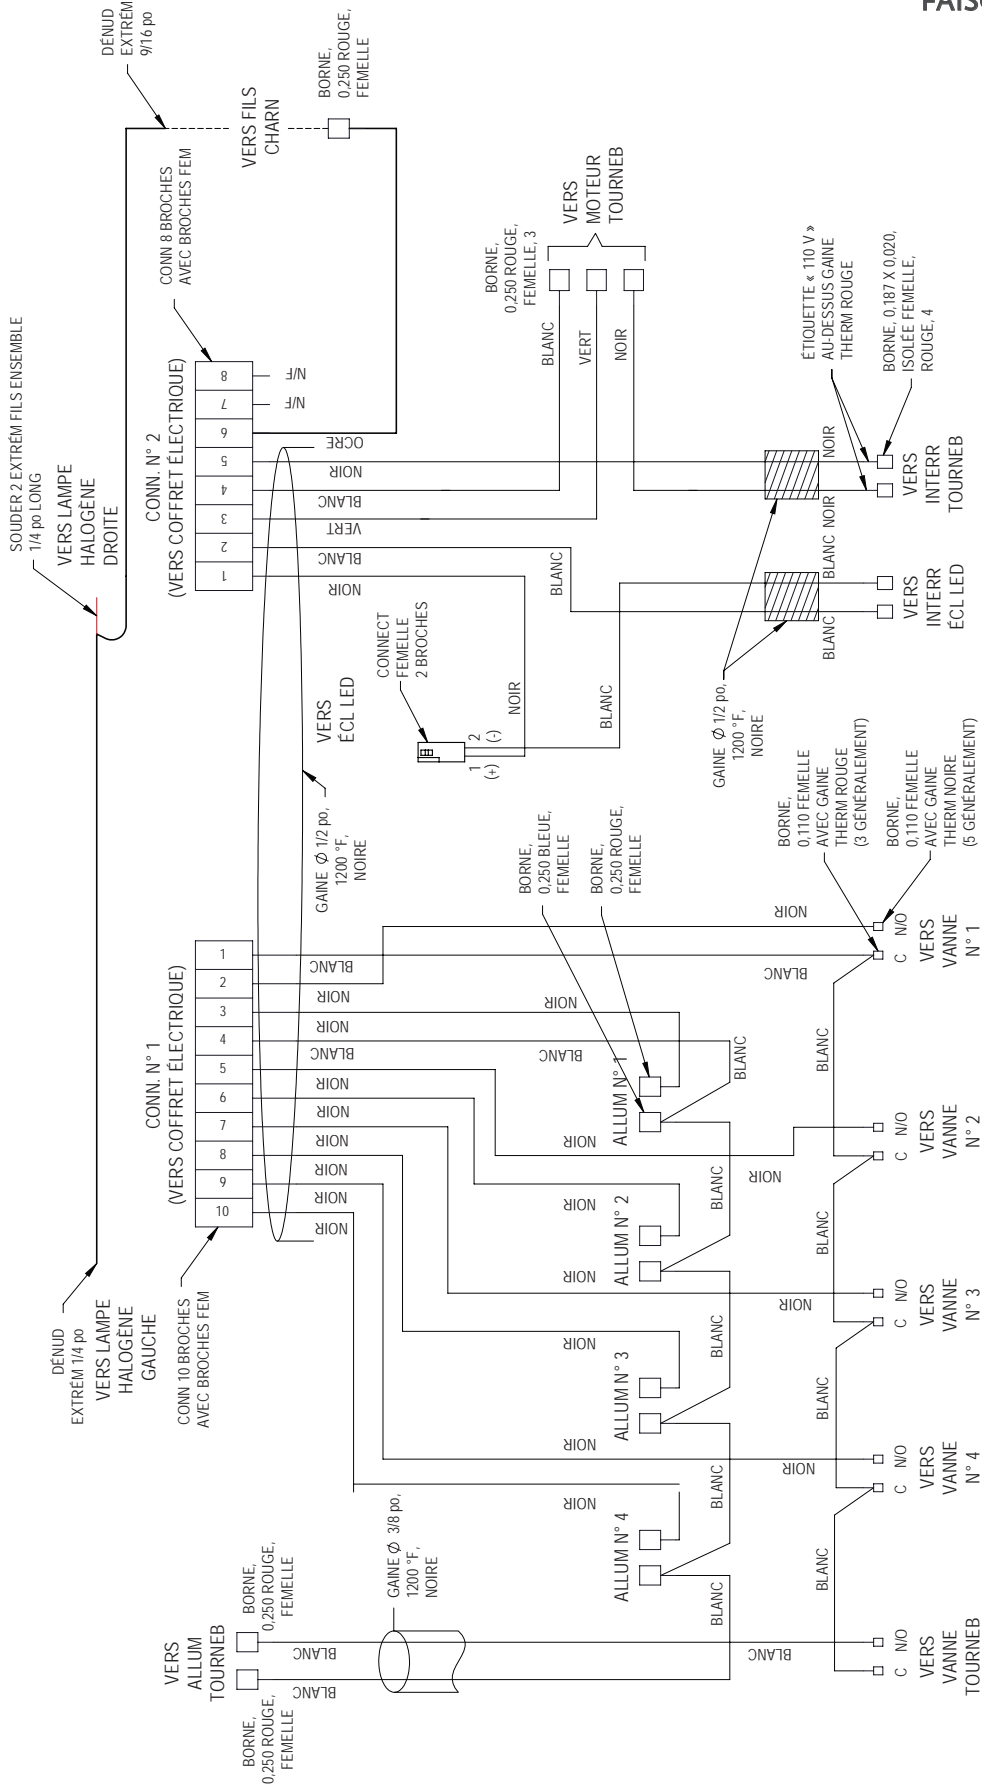 FAISC
DÉNUD
EXTRÉM
9/16 po
BORNE,
0,250 ROUGE,
FEMELLE
VERS FILS
CHARN
CONN 8 BROCHES
AVEC BROCHES FEM
SOUDER 2 EXTRÉM FILS ENSEMBLE
1/4 po LONG
VERS LAMPE
HALOGÈNE
DROITE
CONN. N° 2
(VERS COFFRET ÉLECTRIQUE)
8
7
6
5
4
3
2
1
N/F
N/F
OCRE
NOIR
BLANC
VERT
BLANC
NOIR
BORNE,
0,250 ROUGE,
FEMELLE, 3
VERS
MOTEUR
TOURNEB
BLANC
VERT
NOIR
ÉTIQUETTE « 110 V »
AU-DESSUS GAINE
THERM ROUGE
BORNE, 0,187 X 0,020,
ISOLÉE FEMELLE,
ROUGE, 4
NOIR
NOIR
VERS
INTERR
TOURNEB
BLANC
BLANC
VERS
INTERR
ÉCL LED
BLANC
GAINE Ø 1/2 po,
1200 °F,
NOIRE
CONNECT
FEMELLE
2 BROCHES
VERS
ÉCL LED
1
(+)
2
(-)
NOIR
BLANC
GAINE Ø 1/2 po,
1200 °F,
NOIRE
CONN. N° 1
(VERS COFFRET ÉLECTRIQUE)
1
2
3
4
5
6
7
8
9
10
BLANC
NOIR
NOIR
BLANC
NOIR
NOIR
NOIR
NOIR
NOIR
NOIR
DÉNUD
EXTRÉM 1/4 po
VERS LAMPE
HALOGÈNE
GAUCHE
CONN 10 BROCHES
AVEC BROCHES FEM
BORNE,
0,250 BLEUE,
FEMELLE
BORNE,
0,250 ROUGE,
FEMELLE
BORNE,
0,110 FEMELLE
AVEC GAINE
THERM ROUGE
(3 GÉNÉRALEMENT)
BORNE,
0,110 FEMELLE
AVEC GAINE
THERM NOIRE
(5 GÉNÉRALEMENT)
NOIR
BLANC
C
N/O
VERS
VANNE
N° 1
NOIR
BLANC
ALLUM N° 1
BLANC
BLANC
NOIR
NOIR
C
N/O
VERS
VANNE
N° 2
NOIR
ALLUM N° 2
BLANC
BLANC
NOIR
NOIR
C
N/O
VERS
VANNE
N° 3
NOIR
ALLUM N° 3
BLANC
BLANC
NOIR
NOIR
C
N/O
VERS
VANNE
N° 4
NOIR
ALLUM N° 4
BLANC
BLANC
GAINE Ø 3/8 po,
1200 °F,
NOIRE
VERS
ALLUM
TOURNEB
BORNE,
0,250 ROUGE,
FEMELLE
BORNE,
0,250 ROUGE,
FEMELLE
BLANC
BLANC
BLANC
BLANC
C
N/O
VERS
VANNE
TOURNEB